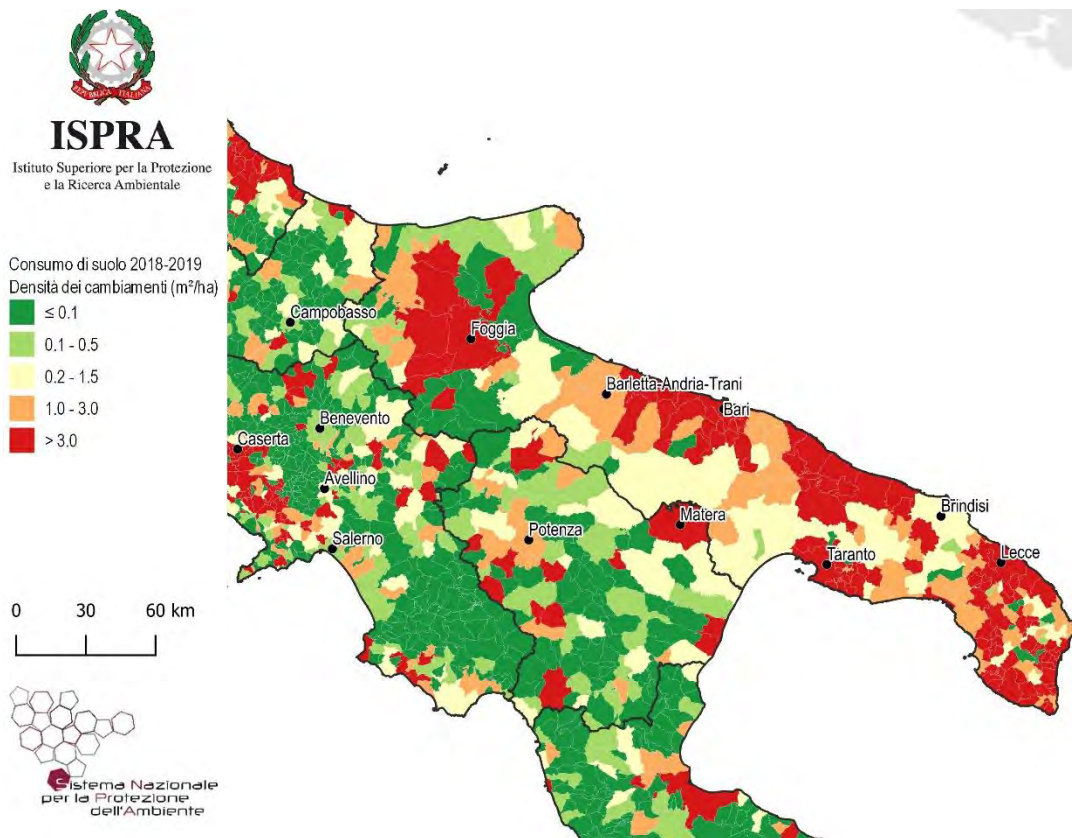 REPVBBLICA ITALIANA
ISPRA
Istituto Superiore per la Protezione
e la Ricerca Ambientale
Consumo di suolo 2018-2019
Densità dei cambiamenti (m²/ha)
≤ 0.1
0.1 - 0.5
0.2 - 1.5
1.0 - 3.0
> 3.0
Campobasso
Foggia
Barletta-Andria-Trani
Bari
Benevento
Caserta
Avellino
Salerno
Potenza
Matera
Taranto
Brindisi
Lecce
0 30 60 km
Sistema Nazionale
per la Protezione
dell'Ambiente